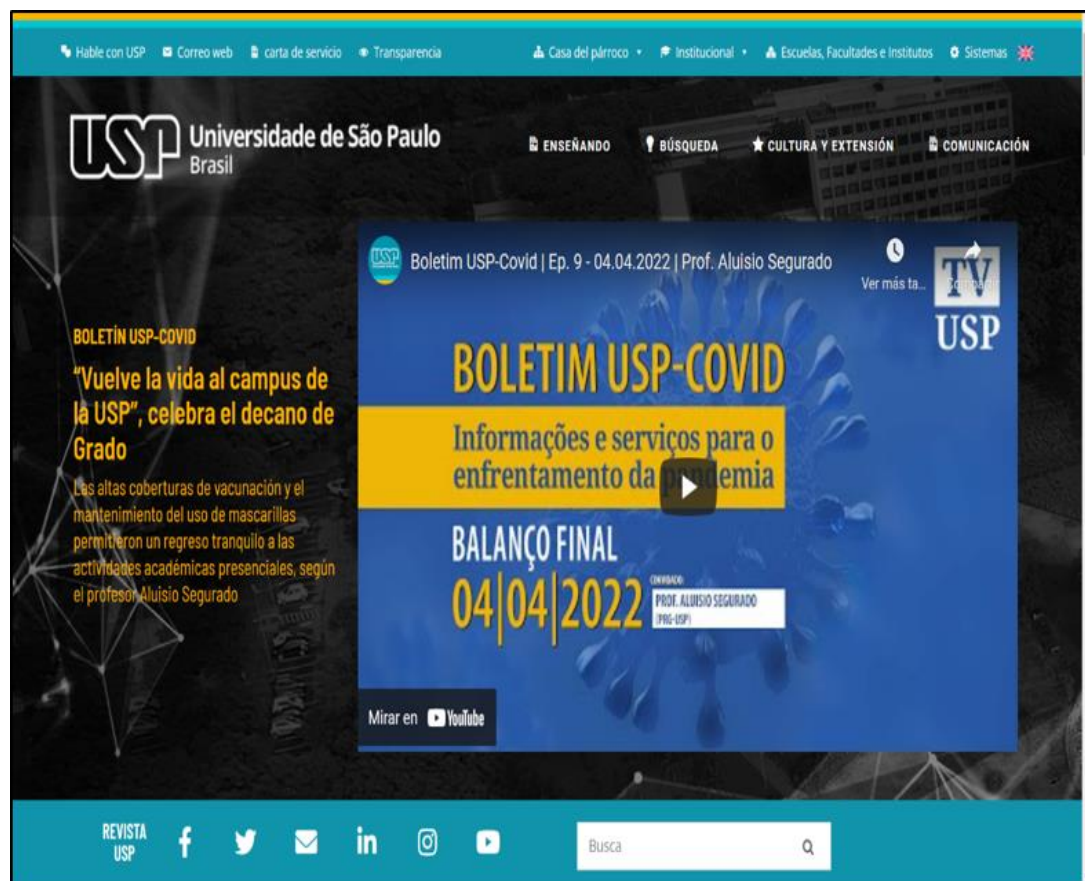 Hable con USP Correo web carta de servicio Transparencia Casa del párroco Institucional Escuelas, Facultades e Institutos Sistemas
USP Universidade de São Paulo
Brasil
ENSEÑANDO BÚSQUEDA CULTURA Y EXTENSIÓN COMUNICACIÓN
BOLETÍN USP-COVID
“Vuelve la vida al campus de
la USP”, celebra el decano de
Grado
Las altas coberturas de vacunación y el
mantenimiento del uso de mascarillas
permitieron un regreso tranquilo a las
actividades académicas presenciales, según
el profesor Aluisio Segurado
USP Boletim USP-Covid | Ep. 9 - 04.04.2022 | Prof. Aluisio Segurado
Ver más ta... Compartir
TV
USP
BOLETIM USP-COVID
Informações e serviços para o
enfrentamento da pandemia
BALANÇO FINAL
04|04|2022
CONVIDADO:
PROF. ALUISIO SEGURADO
(PRG-USP)
Mirar en YouTube
REVISTA
USP
Busca